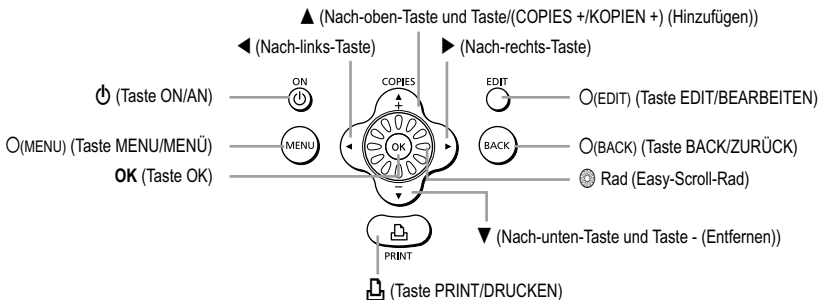 ▲ (Nach-oben-Taste und Taste/(COPIES +/KOPIEN +) (Hinzufügen))
◀ (Nach-links-Taste)
▶ (Nach-rechts-Taste)
ON
COPIES
EDIT
(Taste ON/AN)
+
O(EDIT) (Taste EDIT/BEARBEITEN)
O(MENU) (Taste MENU/MENÜ)
MENU
OK
BACK
O(BACK) (Taste BACK/ZURÜCK)
OK (Taste OK)
Rad (Easy-Scroll-Rad)
–
▼ (Nach-unten-Taste und Taste - (Entfernen))
PRINT
(Taste PRINT/DRUCKEN)